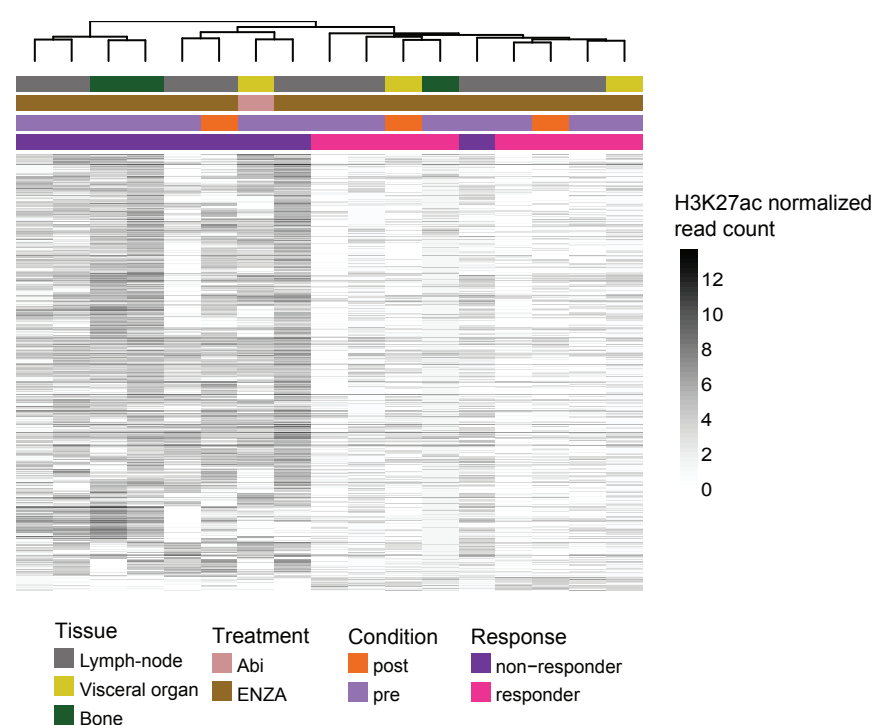 H3K27ac normalized
read count
12
10
8
6
4
2
0
Tissue
Lymph-node
Visceral organ
Bone
Treatment
Abi
ENZA
Condition
post
pre
Response
non−responder
responder